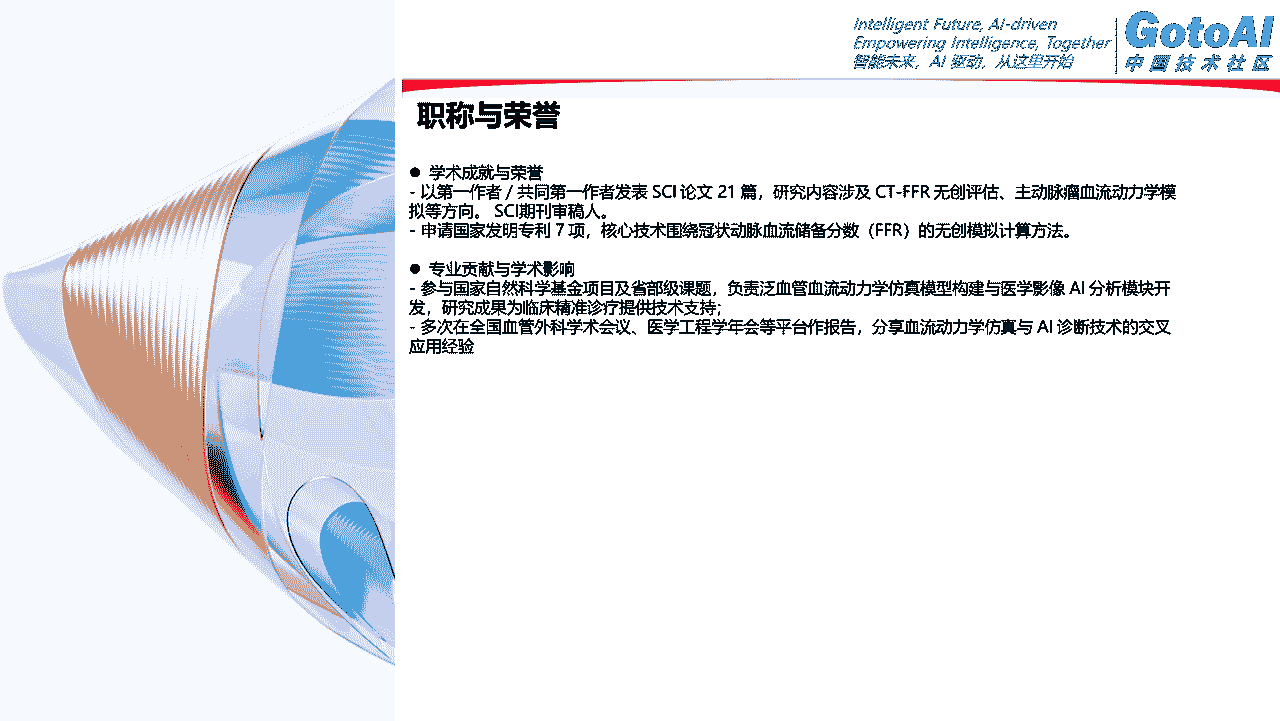 Intelligent Future, AI-driven
Empowering Intelligence, Together
智能未来，AI 驱动，从这里开始
GotoAI
中国技术社区
职称与荣誉
● 学术成就与荣誉
- 以第一作者 / 共同第一作者发表 SCI 论文 21 篇，研究内容涉及 CT-FFR 无创评估、主动脉瘤血流动力学模
拟等方向。 SCI期刊审稿人。
- 申请国家发明专利 7 项，核心技术围绕冠状动脉血流储备分数（FFR）的无创模拟计算方法。
● 专业贡献与学术影响
- 参与国家自然科学基金项目及省部级课题，负责泛血管血流动力学仿真模型构建与医学影像 AI 分析模块开
发，研究成果为临床精准诊疗提供技术支持；
- 多次在全国血管外科学术会议、医学工程学年会等平台作报告，分享血流动力学仿真与 AI 诊断技术的交叉
应用经验